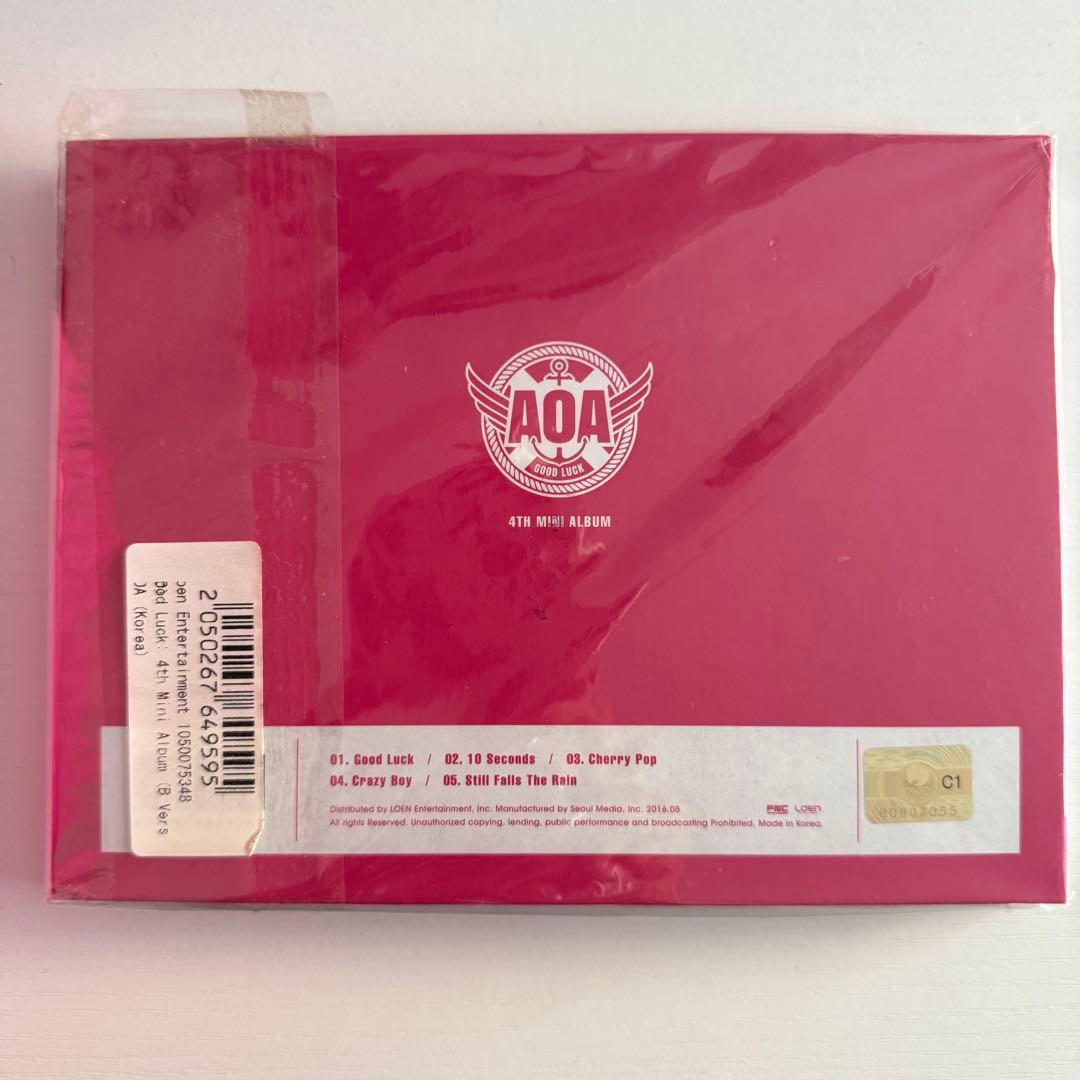 AOA
GOOD LUCK
4TH MINI ALBUM
2 050267 649595
en Entertainment 1050075348
d Luck: 4th Mini Album (B Vers
A (Korea)
01. Good Luck / 02. 10 Seconds / 03. Cherry Pop
04. Crazy Boy / 05. Still Falls The Rain
Distributed by LOEN Entertainment, Inc. Manufactured by Seoul Media, Inc. 2016.05
All rights Reserved. Unauthorized copying, lending, public performance and broadcasting Prohibited. Made in Korea.
FNC LOEN
C1
00007055